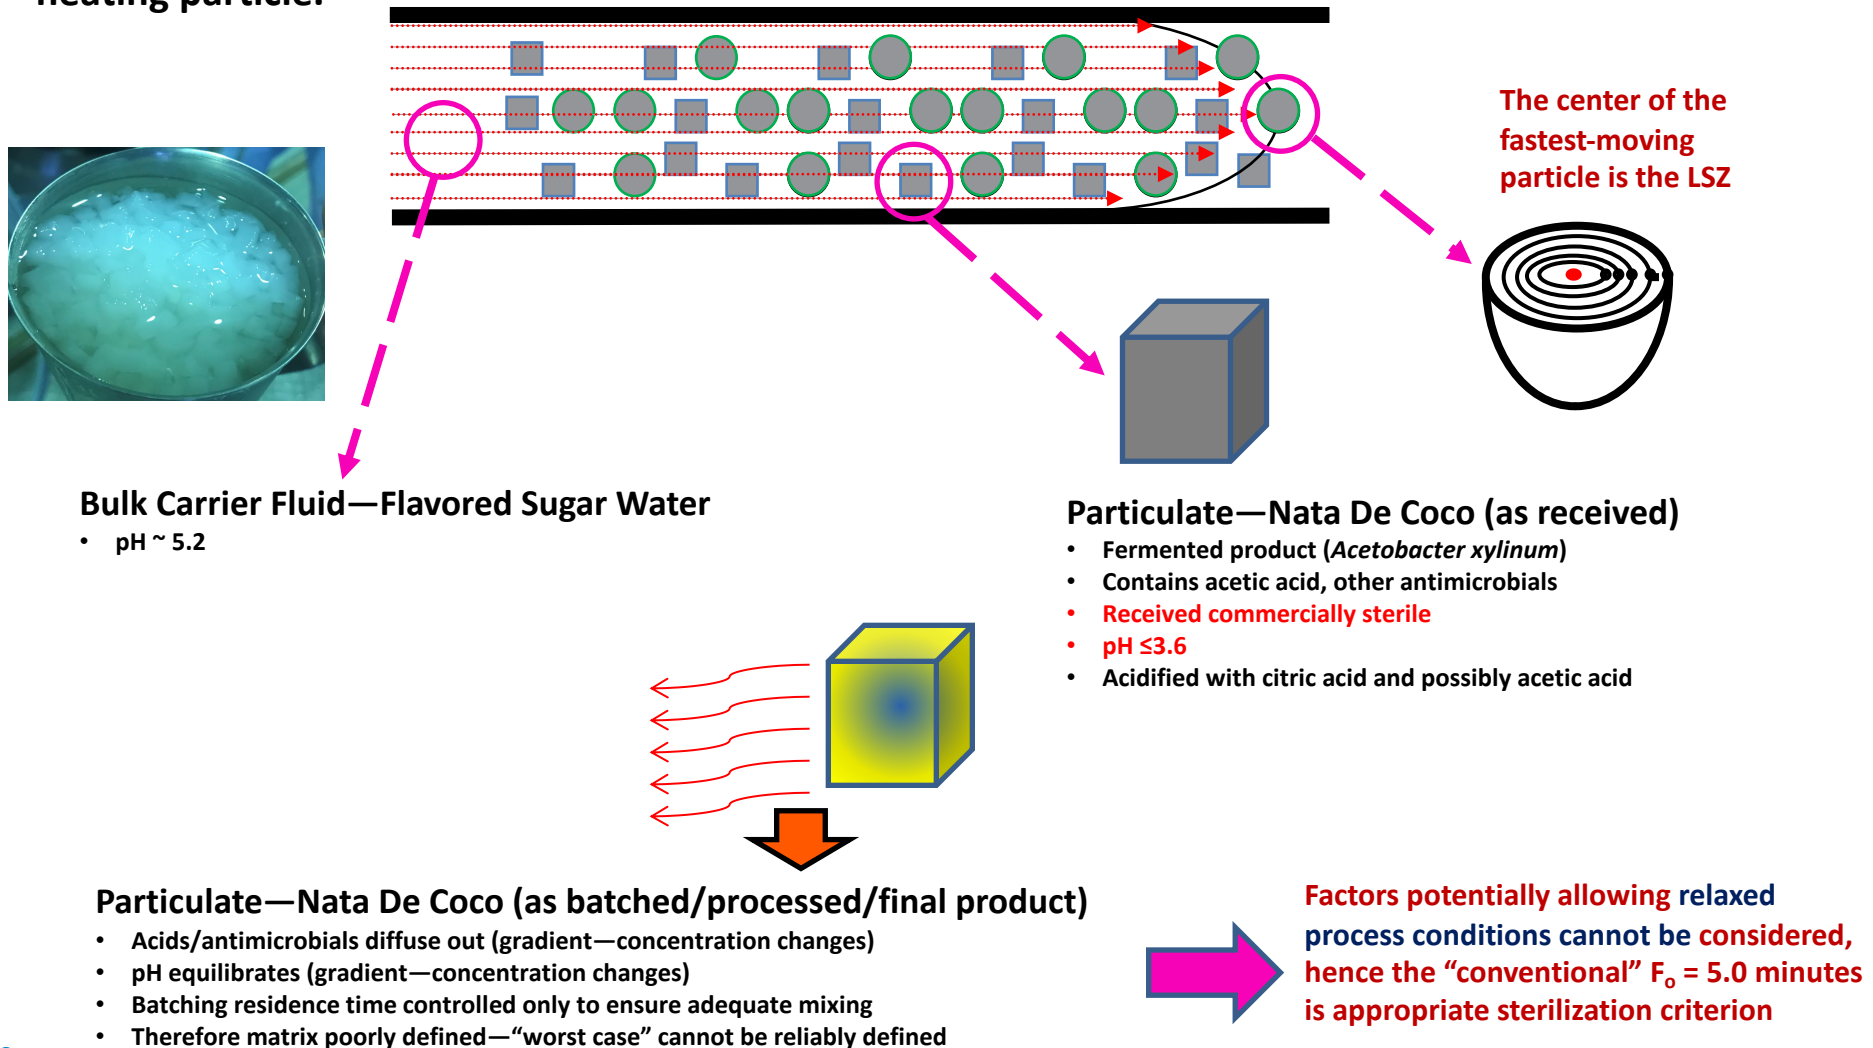 heating particle.
The center of the
fastest-moving
particle is the LSZ
Bulk Carrier Fluid—Flavored Sugar Water
• pH ~ 5.2
Particulate—Nata De Coco (as received)
• Fermented product (Acetobacter xylinum)
• Contains acetic acid, other antimicrobials
• Received commercially sterile
• pH ≤3.6
• Acidified with citric acid and possibly acetic acid
Particulate—Nata De Coco (as batched/processed/final product)
• Acids/antimicrobials diffuse out (gradient—concentration changes)
• pH equilibrates (gradient—concentration changes)
• Batching residence time controlled only to ensure adequate mixing
• Therefore matrix poorly defined—“worst case” cannot be reliably defined
Factors potentially allowing relaxed
process conditions cannot be considered,
hence the “conventional” Fo = 5.0 minutes
is appropriate sterilization criterion